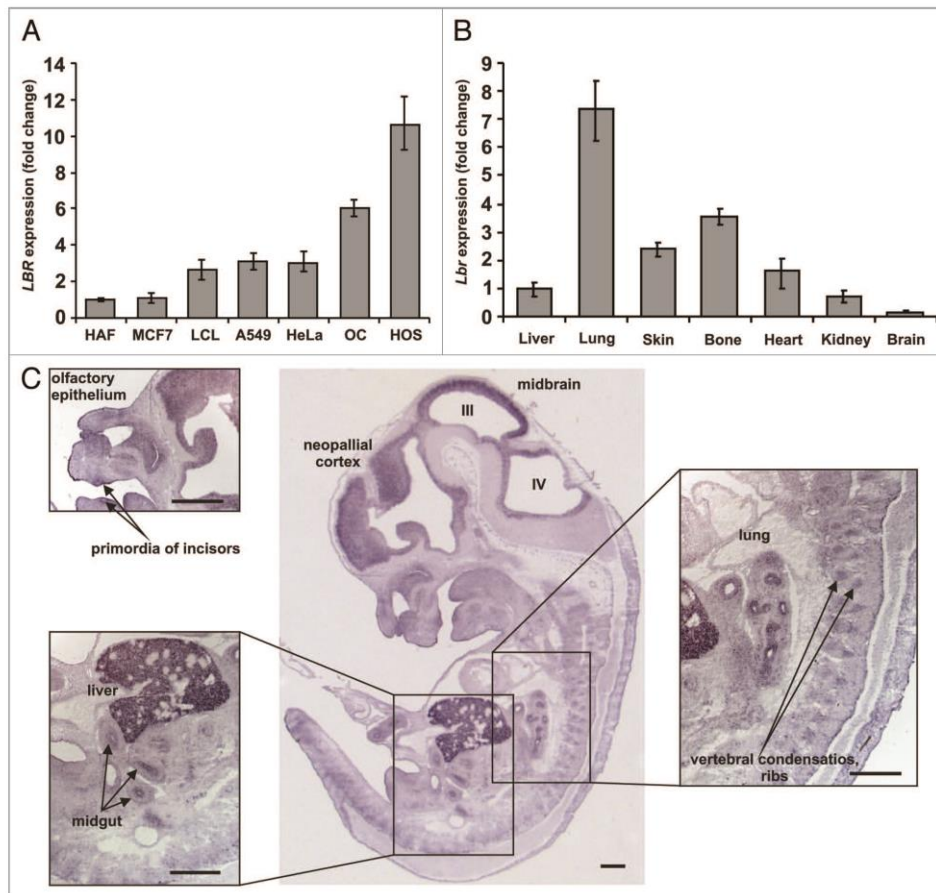 A
LBR expression (fold change)
14
12
10
8
6
4
2
0
HAF MCF7 LCL A549 HeLa OC HOS
B
Lbr expression (fold change)
9
8
7
6
5
4
3
2
1
0
Liver Lung Skin Bone Heart Kidney Brain
C
olfactory
epithelium
primordia of incisors
midbrain
III
neopallial
cortex
IV
lung
vertebral condensatios,
ribs
liver
midgut